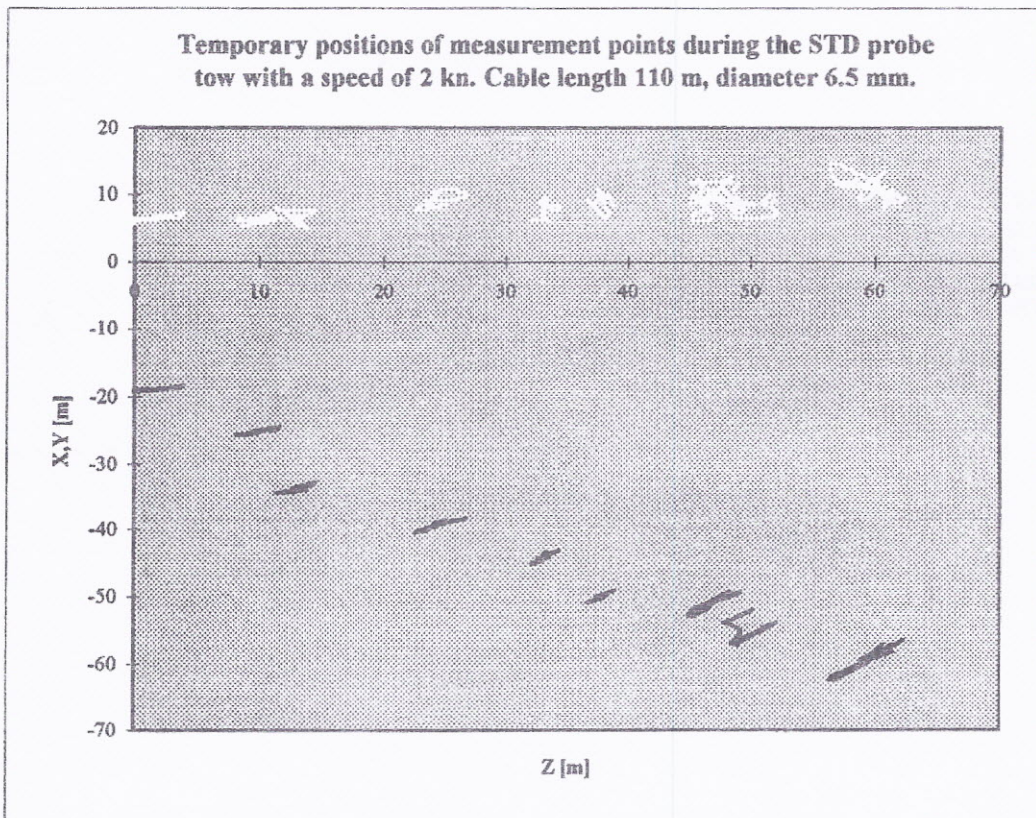 Temporary positions of measurement points during the STD probe
tow with a speed of 2 kn. Cable length 110 m, diameter 6.5 mm.
20
10
0
0 10 20 30 40 50 60 70
-10
-20
-30
-40
-50
-60
-70
X,Y [m]
Z [m]